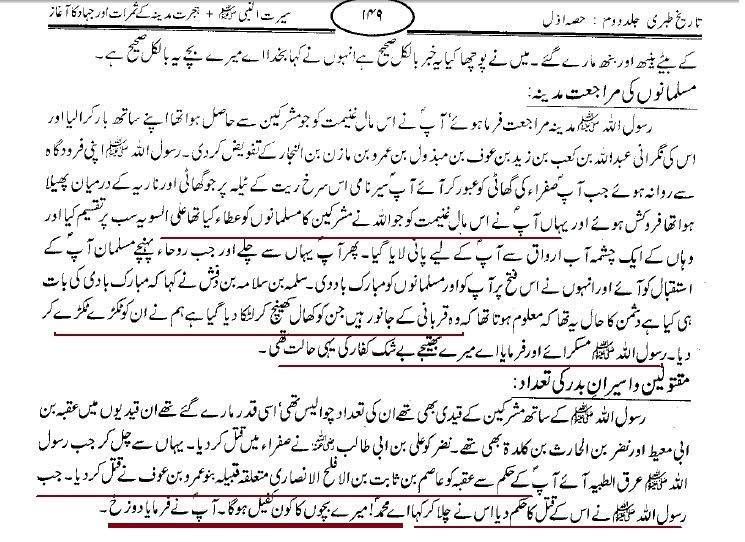 تاریخ طبری جلد دوم : حصہ اوّل
۱۴۹
سیرت النبی ﷺ + ہجرت مدینہ کے ثمرات اور جہاد کا آغاز
کے بیٹے بنیہ اور بنھ مارے گئے۔ میں نے پوچھا کیا یہ خبر بالکل صحیح ہے انہوں نے کہا بخدا اے میرے بچے یہ بالکل صحیح ہے۔
مسلمانوں کی مراجعت مدینہ:
رسول اللہ ﷺ مدینہ مراجعت فرما ہوئے' آپؐ نے اس مال غنیمت کو جو مشرکین سے حاصل ہوا تھا اپنے ساتھ بار کرا لیا اور
اس کی نگرانی عبداللہ بن کعب بن زید بن عوف بن مبذول بن عمرو بن مازن بن النجار کے تفویض کر دی۔ رسول اللہ ﷺ اپنی فرودگاہ
سے روانہ ہوئے جب آپؐ صفراء کی گھاٹی کو عبور کر آئے آپؐ سیر نامی اس سرخ ریت کے ٹیلہ پر جو گھاٹی اور ناریہ کے درمیان پھیلا
ہوا تھا فروکش ہوئے اور یہاں آپؐ نے اس مال غنیمت کو جو اللہ نے مشرکین کا مسلمانوں کو عطاء کیا تھا علی السویہ سب پر تقسیم کیا اور
وہاں کے ایک چشمہ آب ارواق سے آپؐ کے لیے پانی لایا گیا۔ پھر آپؐ یہاں سے چلے اور جب روحاء پہنچے مسلمان آپؐ کے
استقبال کو آئے اور انہوں نے اس فتح پر آپؐ کو اور مسلمانوں کو مبارک باد دی۔ سلمہ بن سلامہ بن وقش نے کہا کہ مبارک بادی کی بات
ہی کیا ہے دشمن کا حال یہ تھا کہ معلوم ہوتا تھا کہ وہ قربانی کے جانور ہیں جن کو کھال کھینچ کر لٹکا دیا گیا ہے ہم نے ان کو ٹکڑے ٹکڑے کر
دیا۔ رسول اللہ ﷺ مسکرائے اور فرمایا اے میرے بھتیجے بے شک کفار کی یہی حالت تھی۔
مقتولین و اسیران بدر کی تعداد:
رسول اللہ ﷺ کے ساتھ مشرکین کے قیدی بھی تھے ان کی تعداد چوالیس تھی' اسی قدر مارے گئے تھے ان قیدیوں میں عقبہ بن
ابی معیط اور نضر بن الحارث بن کلدۃ بھی تھے۔ نضر کو علی بن ابی طالب نے صفراء میں قتل کر دیا۔ یہاں سے چل کر جب رسول
اللہ ﷺ عرق الظبیہ آئے آپؐ کے حکم سے عقبہ کو عاصم بن ثابت بن الافلح الانصاری متعلقہ قبیلہ بنو عمرو بن عوف نے قتل کر دیا۔ جب
رسول اللہ ﷺ نے اس کے قتل کا حکم دیا اس نے چلا کر کہا اے محمدؐ! میرے بچوں کا کون کفیل ہوگا۔ آپؐ نے فرمایا دوزخ۔